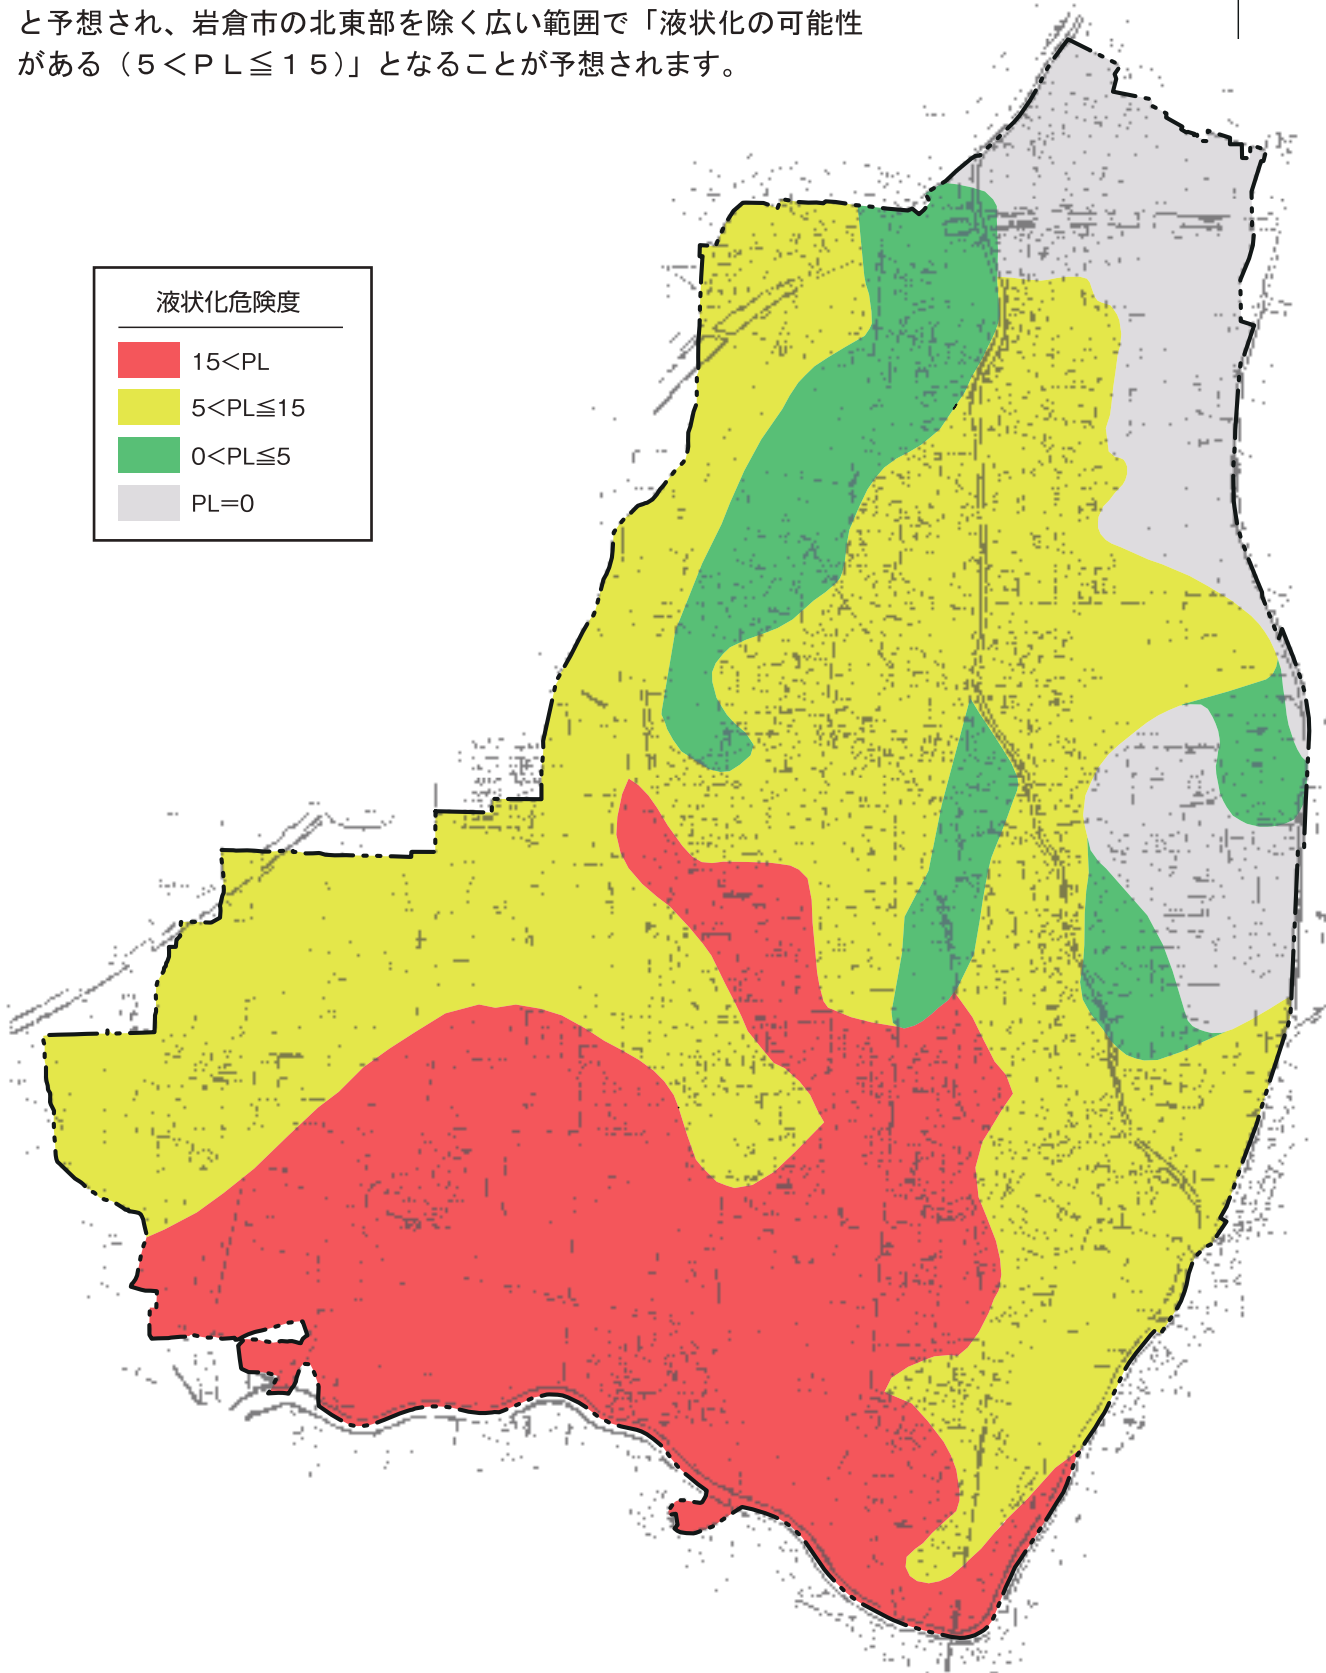 と予想され、岩倉市の北東部を除く広い範囲で「液状化の可能性
がある（５＜ＰＬ≦１５）」となることが予想されます。
液状化危険度
15<PL
5<PL≦15
0<PL≦5
PL=0